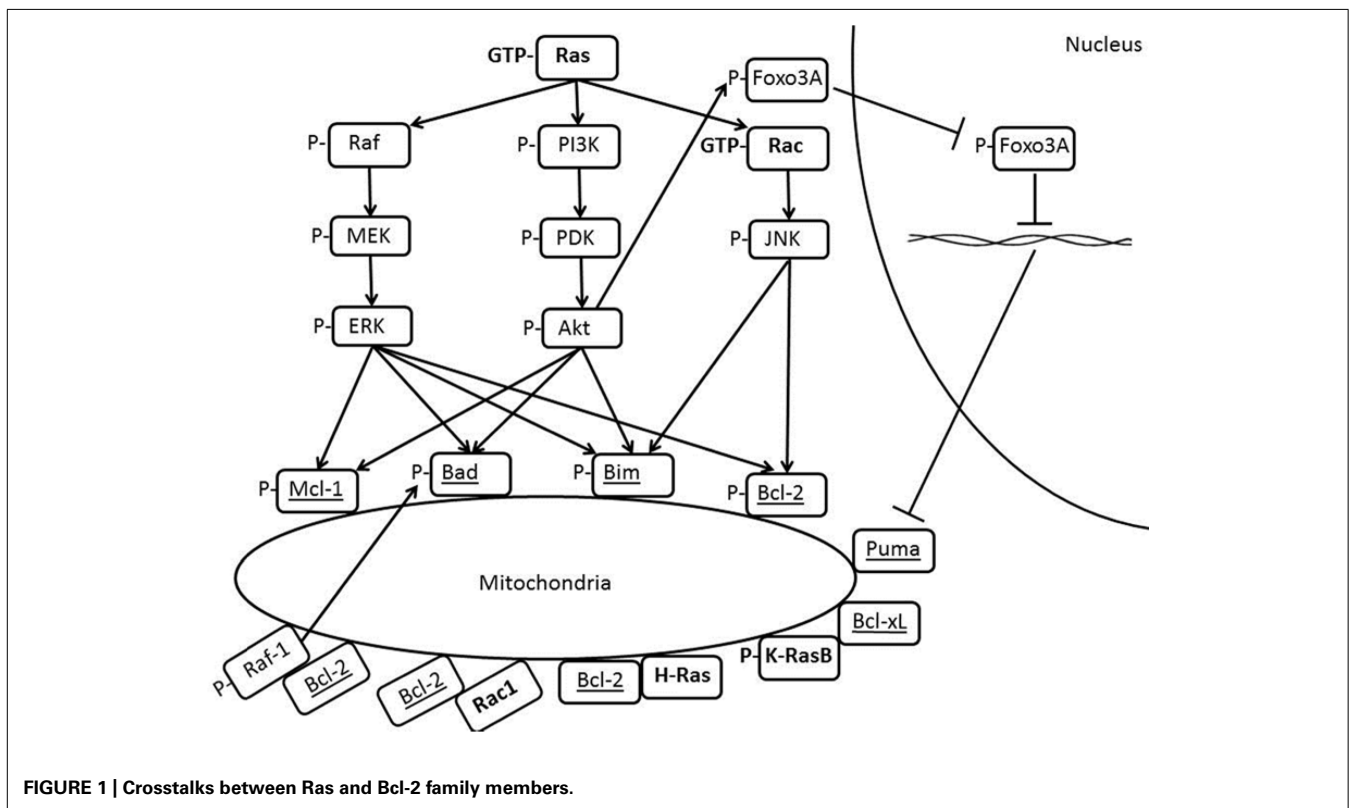 Nucleus
GTP- Ras
P- Foxo3A
P- Raf
P- PI3K
GTP- Rac
P- Foxo3A
P- MEK
P- PDK
P- JNK
P- ERK
P- Akt
P- Mcl-1
P- Bad
P- Bim
P- Bcl-2
Puma
Mitochondria
Bcl-xL
P- Raf-1
Bcl-2
Bcl-2
Rac1
Bcl-2
H-Ras
P- K-RasB
FIGURE 1 | Crosstalks between Ras and Bcl-2 family members.